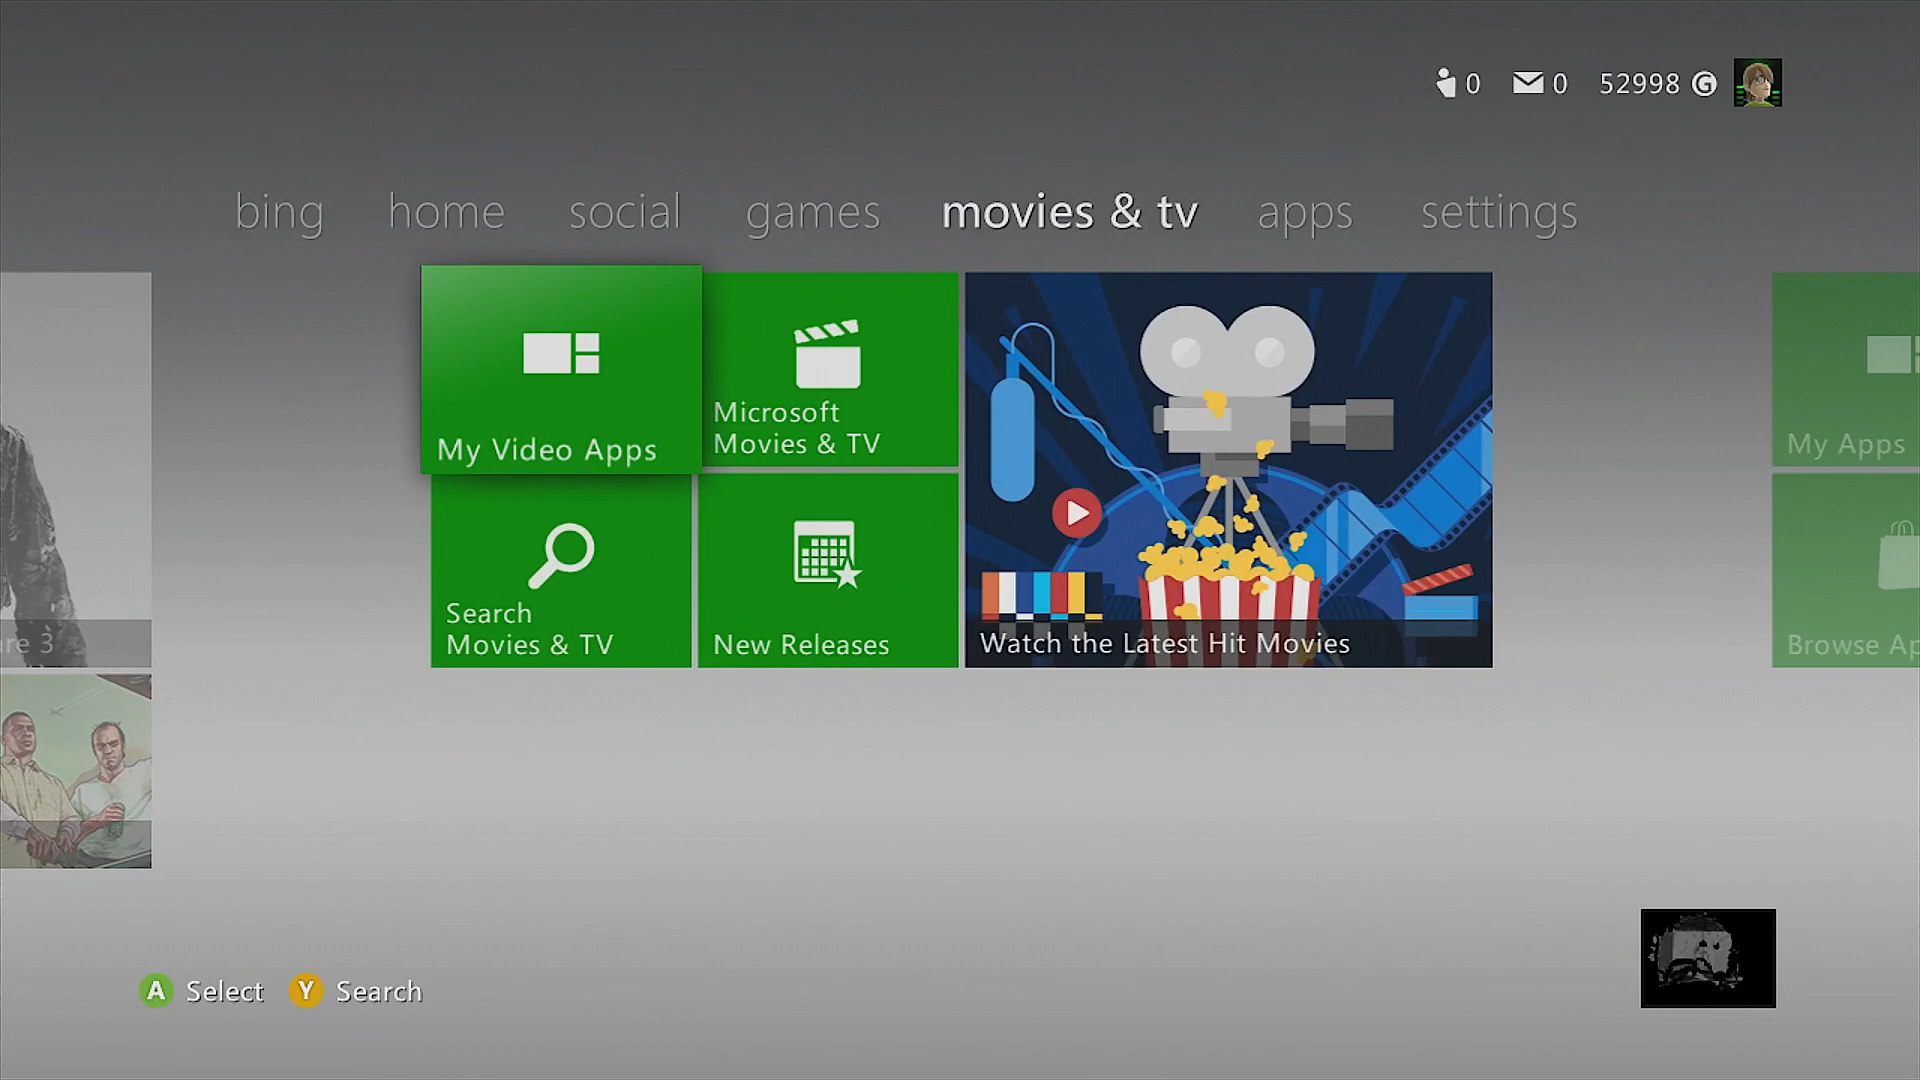 0 0 52998 G
bing home social games movies & tv apps settings
My Video Apps
Microsoft
Movies & TV
Search
Movies & TV
New Releases
Watch the Latest Hit Movies
My Apps
Browse Ap
re 3
A Select Y Search